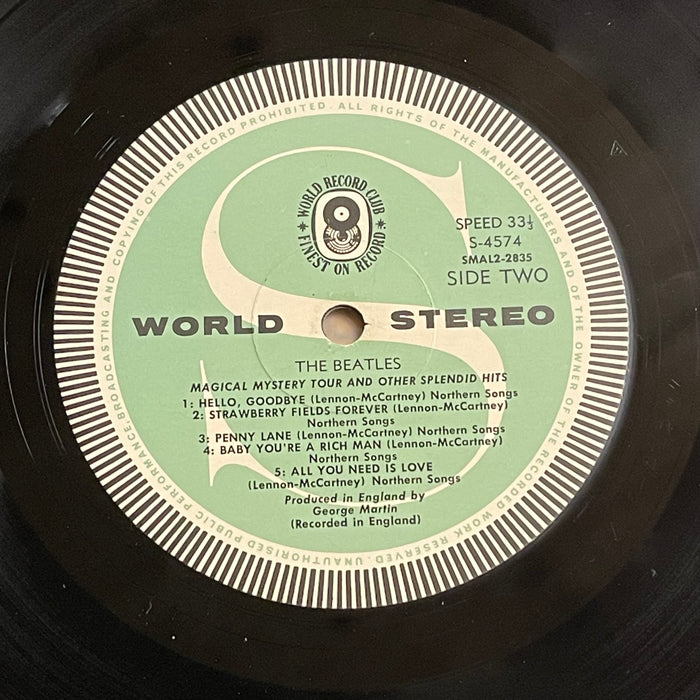 BROADCASTING AND COPYING OF THIS RECORD PROHIBITED. ALL RIGHTS OF THE MANUFACTURERS AND OF THE OWNER OF THE RECORDED WORK RESERVED. UNAUTHORISED PUBLIC PERFORMANCE
WORLD RECORD CLUB
FINEST ON RECORD
SPEED 33⅓
S-4574
SMAL2-2835
SIDE TWO
S
WORLD STEREO
THE BEATLES
MAGICAL MYSTERY TOUR AND OTHER SPLENDID HITS
1: HELLO, GOODBYE (Lennon-McCartney) Northern Songs
2: STRAWBERRY FIELDS FOREVER (Lennon-McCartney)
Northern Songs
3: PENNY LANE (Lennon-McCartney) Northern Songs
4: BABY YOU'RE A RICH MAN (Lennon-McCartney)
Northern Songs
5: ALL YOU NEED IS LOVE
(Lennon-McCartney) Northern Songs
Produced in England by
George Martin
(Recorded in England)